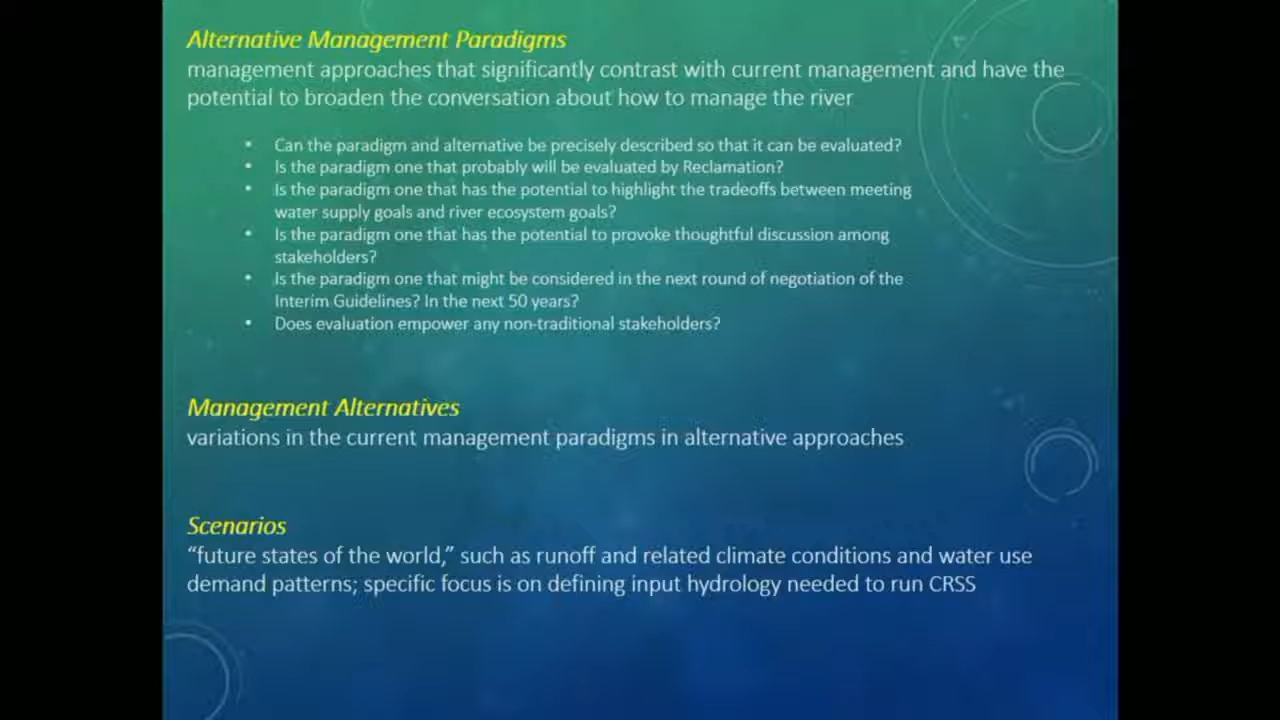 Alternative Management Paradigms
management approaches that significantly contrast with current management and have the
potential to broaden the conversation about how to manage the river
• Can the paradigm and alternative be precisely described so that it can be evaluated?
• Is the paradigm one that probably will be evaluated by Reclamation?
• Is the paradigm one that has the potential to highlight the tradeoffs between meeting
water supply goals and river ecosystem goals?
• Is the paradigm one that has the potential to provoke thoughtful discussion among
stakeholders?
• Is the paradigm one that might be considered in the next round of negotiation of the
Interim Guidelines? In the next 50 years?
• Does evaluation empower any non-traditional stakeholders?
Management Alternatives
variations in the current management paradigms in alternative approaches
Scenarios
“future states of the world,” such as runoff and related climate conditions and water use
demand patterns; specific focus is on defining input hydrology needed to run CRSS